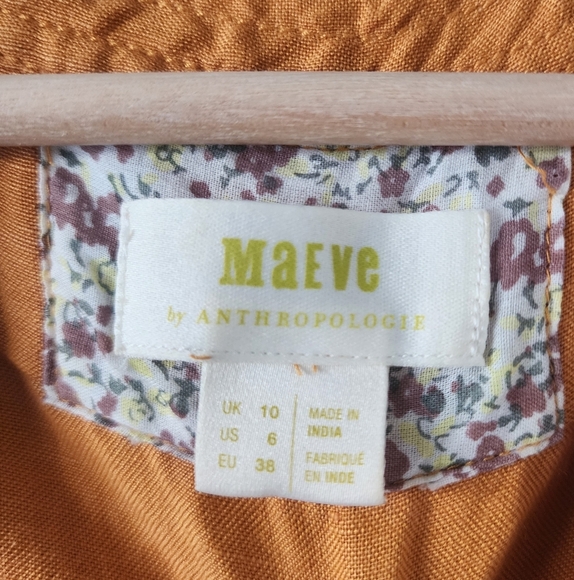 MaEve
by ANTHROPOLOGIE
UK 10
US 6
EU 38
MADE IN
INDIA
FABRIQUÉ
EN INDE